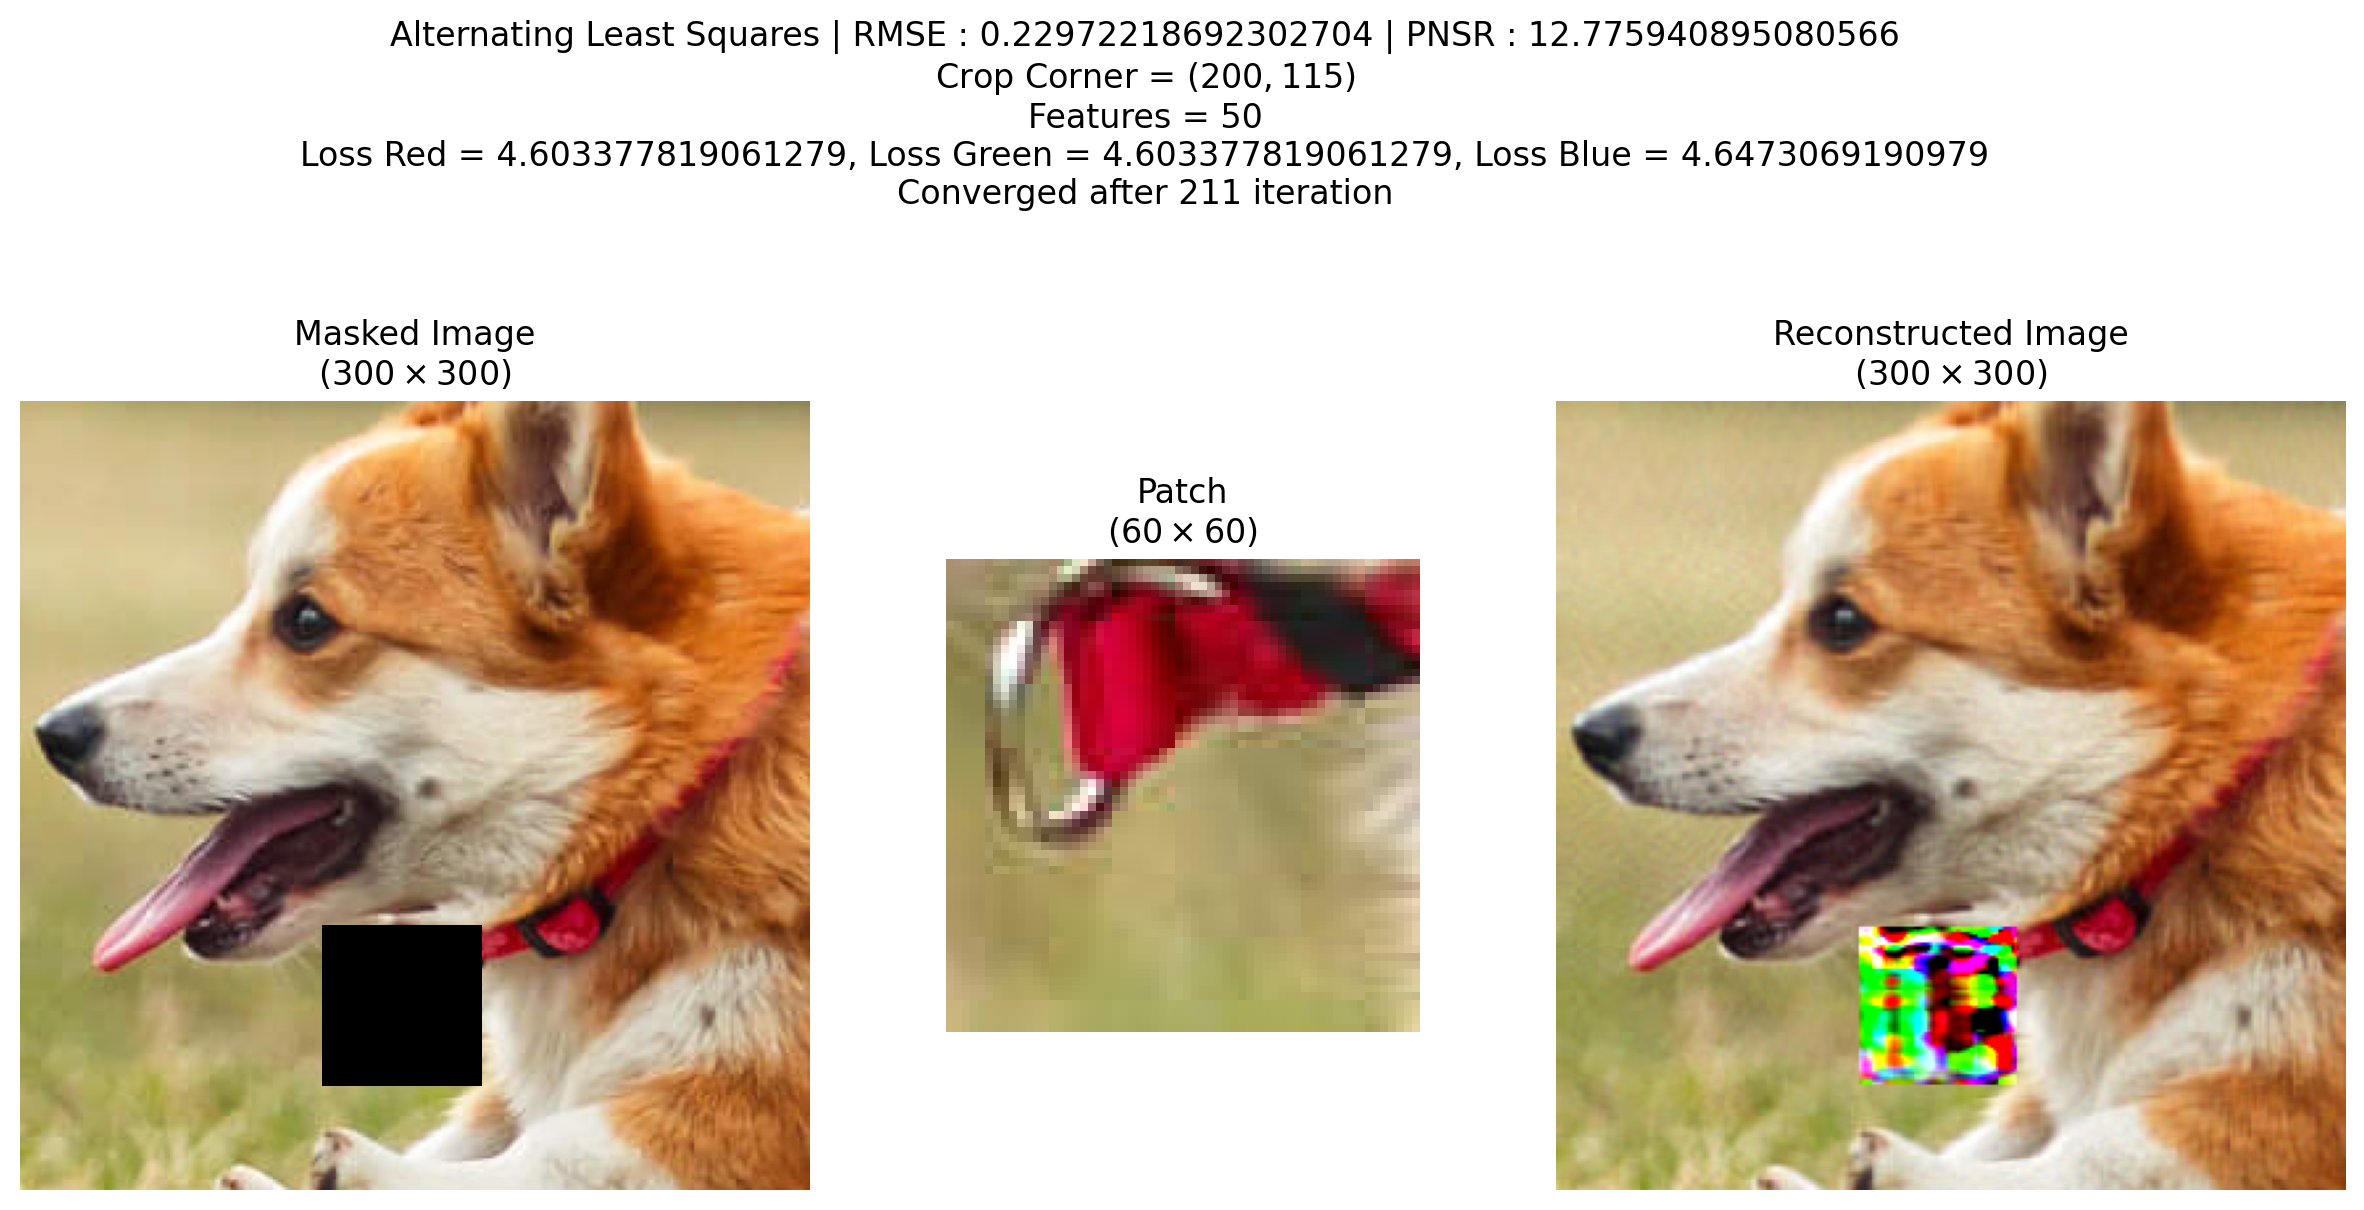 Alternating Least Squares | RMSE : 0.22972218692302704 | PNSR : 12.775940895080566
Crop Corner = (200, 115)
Features = 50
Loss Red = 4.603377819061279, Loss Green = 4.603377819061279, Loss Blue = 4.6473069190979
Converged after 211 iteration
Masked Image
(300 × 300)
Patch
(60 × 60)
Reconstructed Image
(300 × 300)